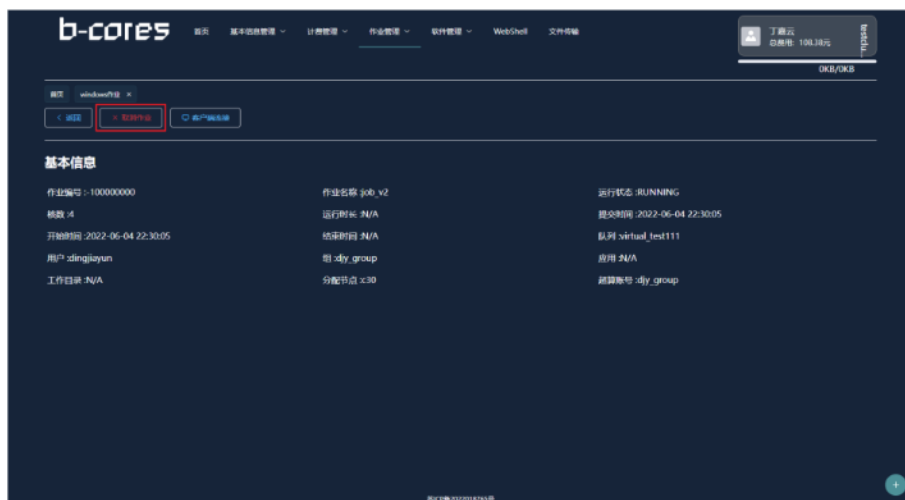 b-cores 首页 基本信息管理 计费管理 作业管理 软件管理 WebShell 文件传输
丁嘉云
总费用: 108.38元
testclu...
0KB/0KB
首页 windows作业 ×
< 返回 × 取消作业 客户端连接
基本信息
作业编号 :-100000000 作业名称 :job_v2 运行状态 :RUNNING
核数 :4 运行时长 :N/A 提交时间 :2022-06-04 22:30:05
开始时间 :2022-06-04 22:30:05 结束时间 :N/A 队列 :virtual_test111
用户 :dingjiayun 组 :djy_group 应用 :N/A
工作目录 :N/A 分配节点 :c30 超算账号 :djy_group
+